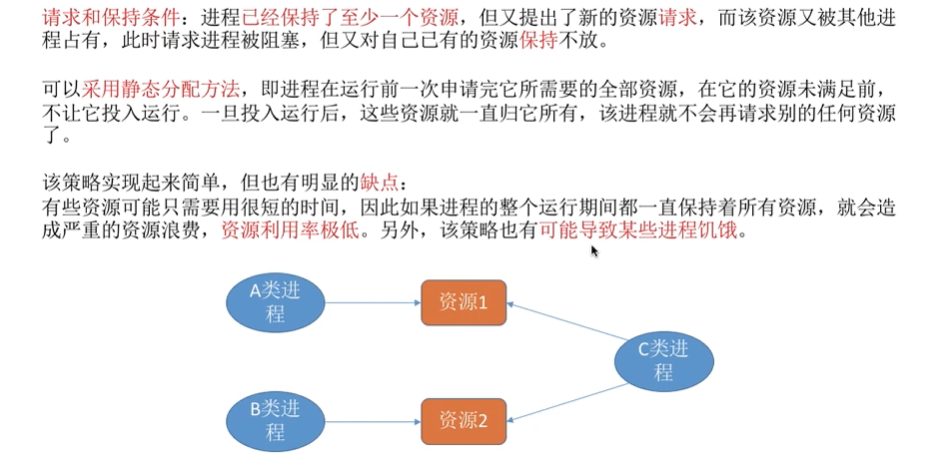 请求和保持条件：进程已经保持了至少一个资源，但又提出了新的资源请求，而该资源又被其他进
程占有，此时请求进程被阻塞，但又对自己已有的资源保持不放。
可以采用静态分配方法，即进程在运行前一次申请完它所需要的全部资源，在它的资源未满足前，
不让它投入运行。一旦投入运行后，这些资源就一直归它所有，该进程就不会再请求别的任何资源
了。
该策略实现起来简单，但也有明显的缺点：
有些资源可能只需要用很短的时间，因此如果进程的整个运行期间都一直保持着所有资源，就会造
成严重的资源浪费，资源利用率极低。另外，该策略也有可能导致某些进程饥饿。
A类进
程
资源1
C类进
程
B类进
程
资源2